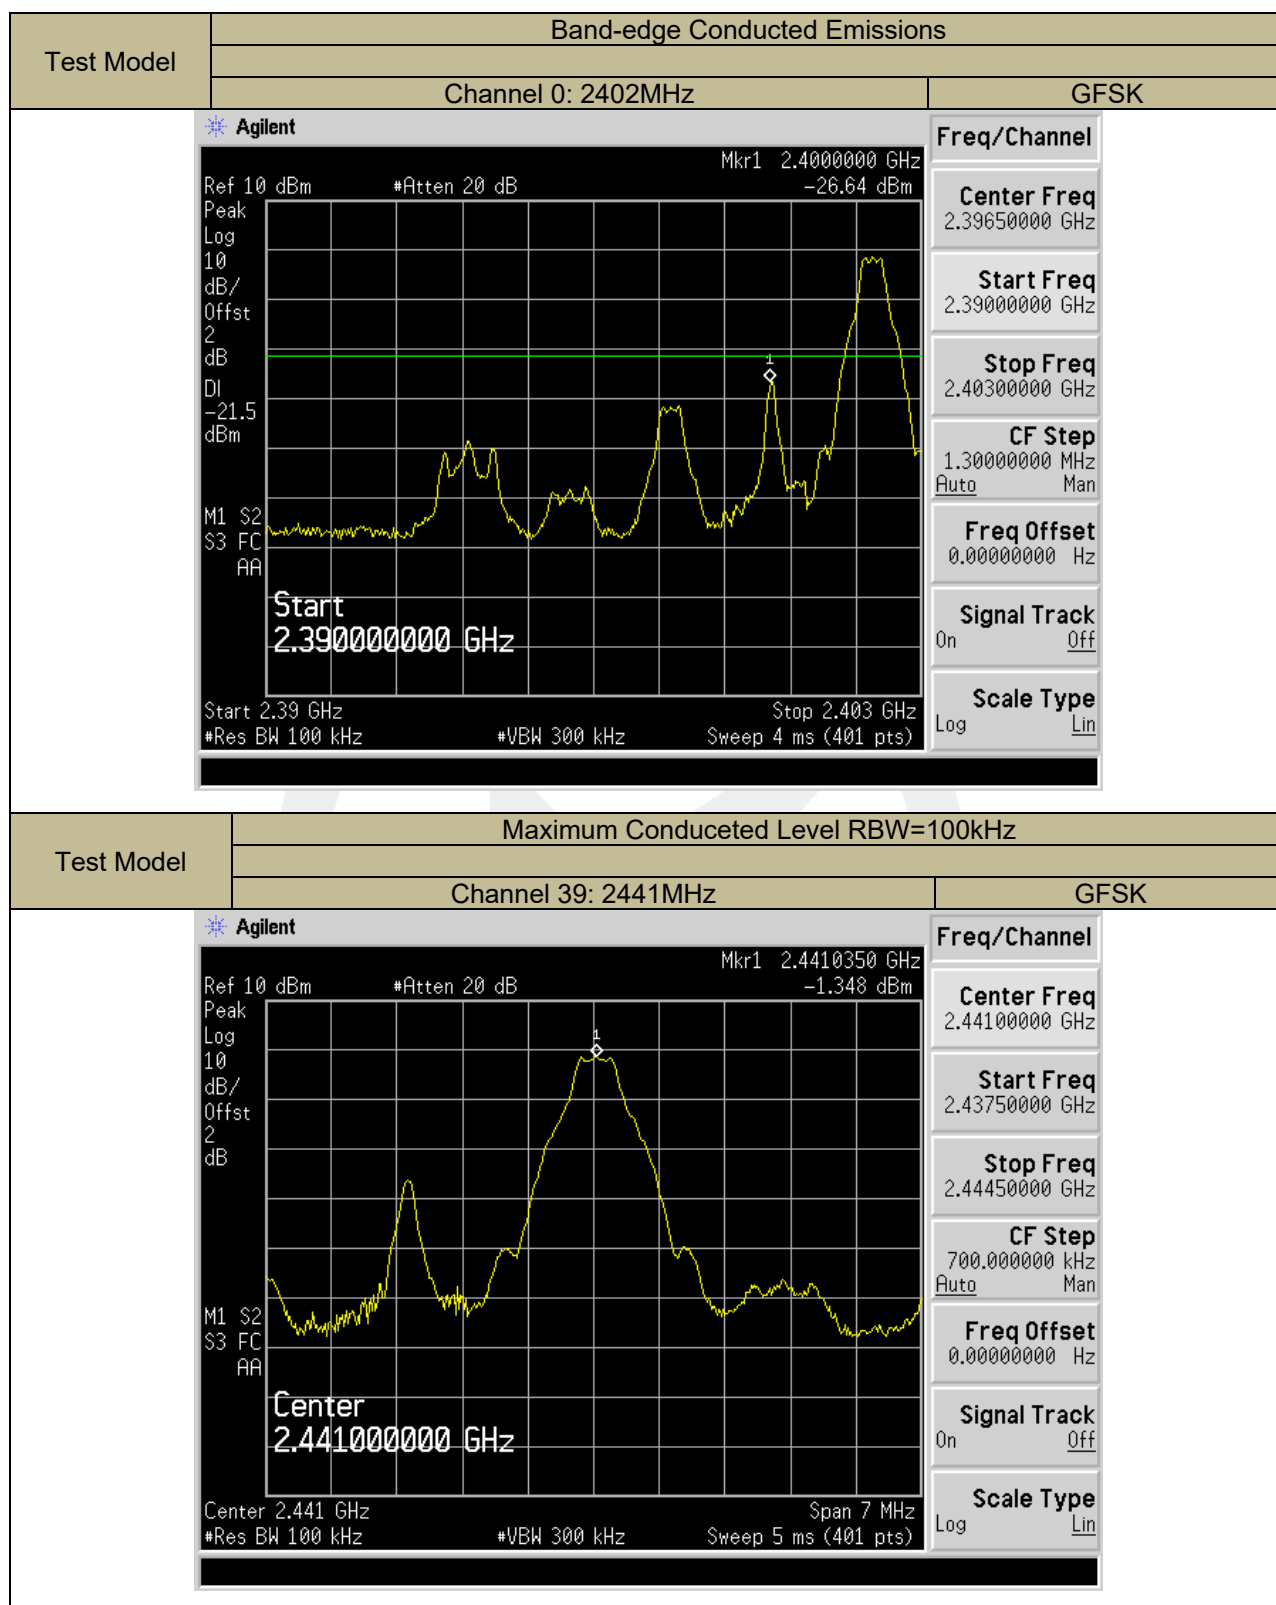 Test Model
Band-edge Conducted Emissions
Channel 0: 2402MHz GFSK
Agilent
Mkr1 2.4000000 GHz
Ref 10 dBm #Atten 20 dB -26.64 dBm
Peak
Log
10
dB/
Offst
2
dB
DI
-21.5
dBm
1
M1 S2
S3 FC
AA
Start
2.390000000 GHz
Start 2.39 GHz Stop 2.403 GHz
#Res BW 100 kHz #VBW 300 kHz Sweep 4 ms (401 pts)
Freq/Channel
Center Freq
2.39650000 GHz
Start Freq
2.39000000 GHz
Stop Freq
2.40300000 GHz
CF Step
1.30000000 MHz
Auto Man
Freq Offset
0.00000000 Hz
Signal Track
On Off
Scale Type
Log Lin
Test Model
Maximum Conduceted Level RBW=100kHz
Channel 39: 2441MHz GFSK
Agilent
Mkr1 2.4410350 GHz
Ref 10 dBm #Atten 20 dB -1.348 dBm
Peak
Log
10
dB/
Offst
2
dB
1
M1 S2
S3 FC
AA
Center
2.441000000 GHz
Center 2.441 GHz Span 7 MHz
#Res BW 100 kHz #VBW 300 kHz Sweep 5 ms (401 pts)
Freq/Channel
Center Freq
2.44100000 GHz
Start Freq
2.43750000 GHz
Stop Freq
2.44450000 GHz
CF Step
700.000000 kHz
Auto Man
Freq Offset
0.00000000 Hz
Signal Track
On Off
Scale Type
Log Lin